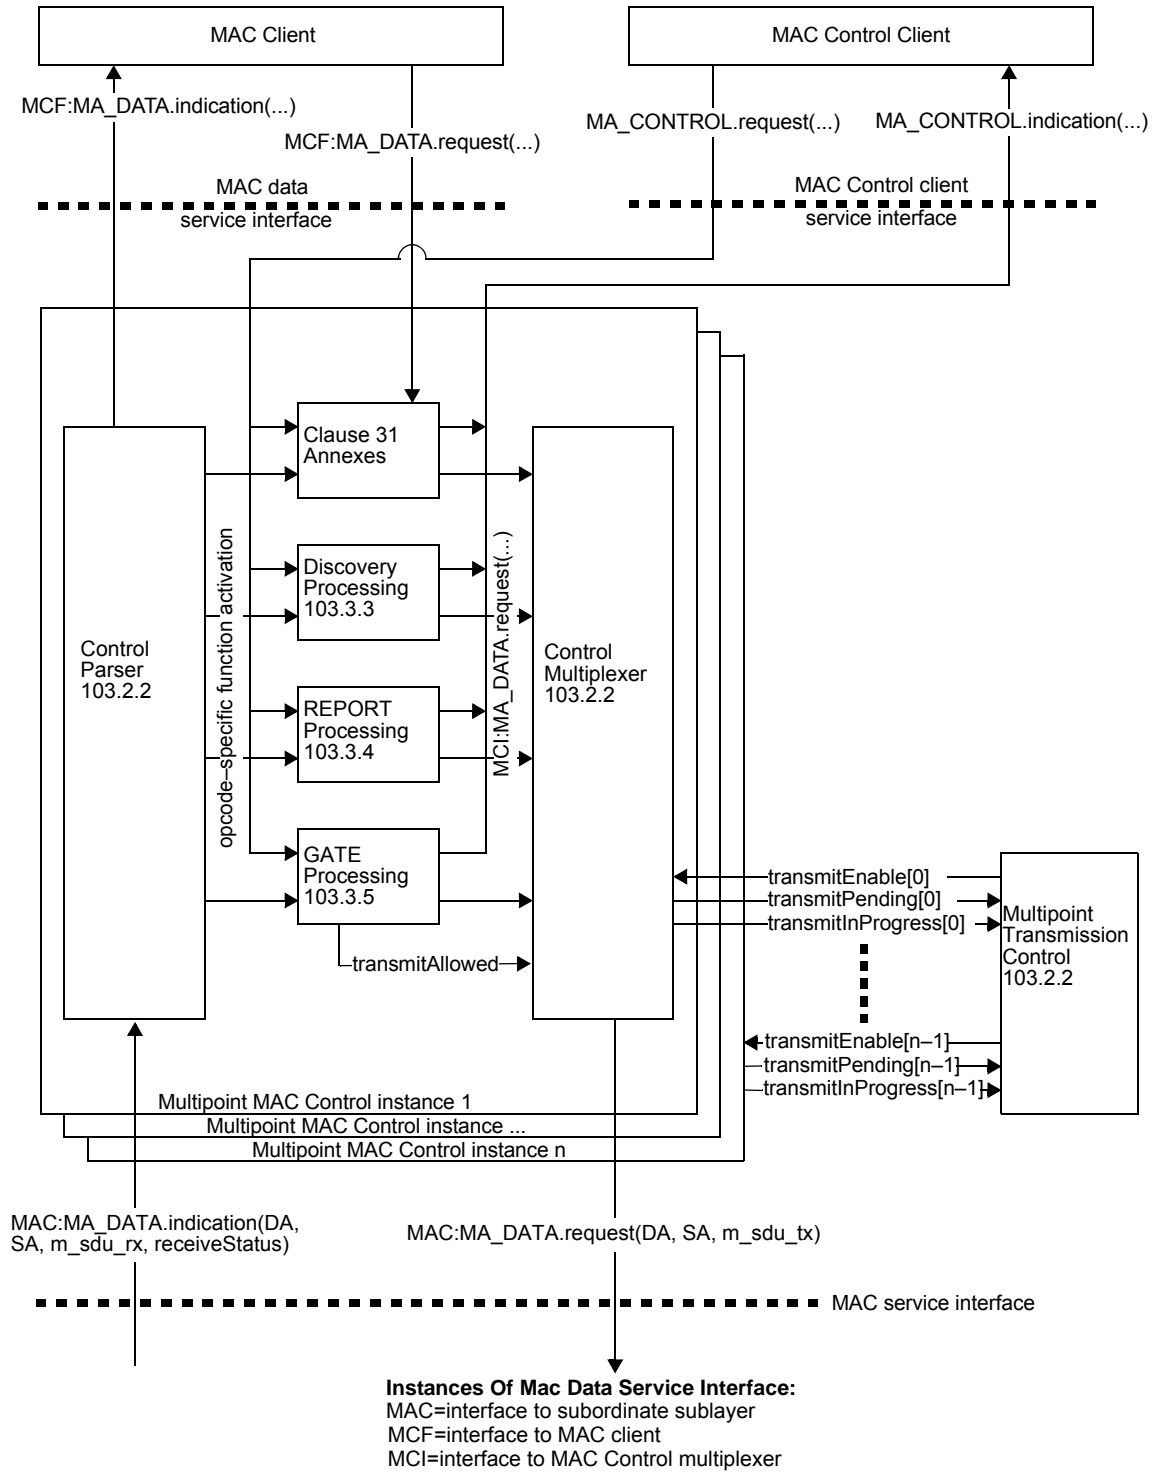 MAC Client
MAC Control Client
MCF:MA_DATA.indication(...)
MCF:MA_DATA.request(...)
MA_CONTROL.request(...)
MA_CONTROL.indication(...)
MAC data
service interface
MAC Control client
service interface
Clause 31
Annexes
Discovery
Processing
103.3.3
REPORT
Processing
103.3.4
GATE
Processing
103.3.5
Control
Parser
103.2.2
opcode–specific function activation
MCI:MA_DATA.request(...)
Control
Multiplexer
103.2.2
transmitAllowed
transmitEnable[0]
transmitPending[0]
transmitInProgress[0]
Multipoint
Transmission
Control
103.2.2
transmitEnable[n–1]
transmitPending[n–1]
transmitInProgress[n–1]
Multipoint MAC Control instance 1
Multipoint MAC Control instance ...
Multipoint MAC Control instance n
MAC:MA_DATA.indication(DA,
SA, m_sdu_rx, receiveStatus)
MAC:MA_DATA.request(DA, SA, m_sdu_tx)
MAC service interface
Instances Of Mac Data Service Interface:
MAC=interface to subordinate sublayer
MCF=interface to MAC client
MCI=interface to MAC Control multiplexer